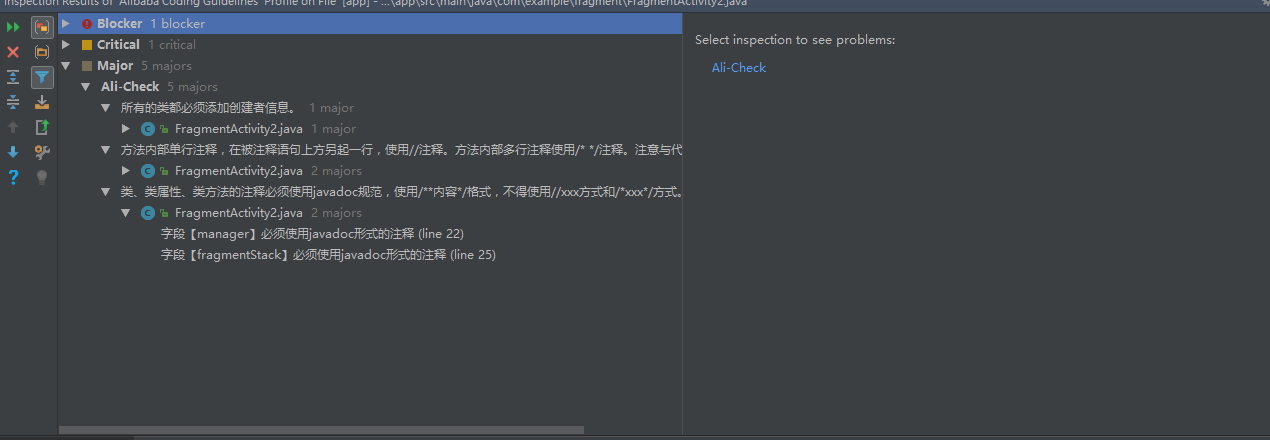 Inspection Results of 'Alibaba Coding Guidelines' Profile on File '[app] - ...\app\src\main\java\com\example\fragment\FragmentActivity2.java'
Blocker 1 blocker
Critical 1 critical
Major 5 majors
Ali-Check 5 majors
所有的类都必须添加创建者信息。 1 major
FragmentActivity2.java 1 major
方法内部单行注释，在被注释语句上方另起一行，使用//注释。方法内部多行注释使用/* */注释。注意与代
FragmentActivity2.java 2 majors
类、类属性、类方法的注释必须使用javadoc规范，使用/**内容*/格式，不得使用//xxx方式和/*xxx*/方式。
FragmentActivity2.java 2 majors
字段【manager】必须使用javadoc形式的注释 (line 22)
字段【fragmentStack】必须使用javadoc形式的注释 (line 25)
Select inspection to see problems:
Ali-Check